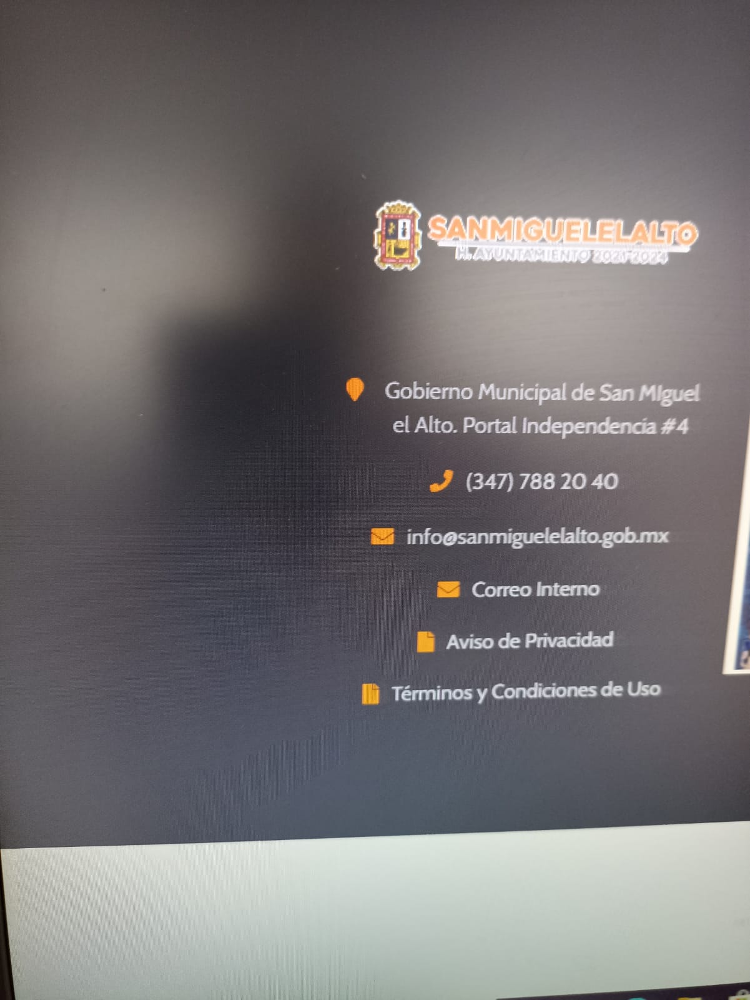 SANMIGUELELALTO
H. AYUNTAMIENTO 2021-2024
Gobierno Municipal de San MIguel
el Alto. Portal Independencia #4
(347) 788 20 40
info@sanmiguelelalto.gob.mx
Correo Interno
Aviso de Privacidad
Términos y Condiciones de Uso